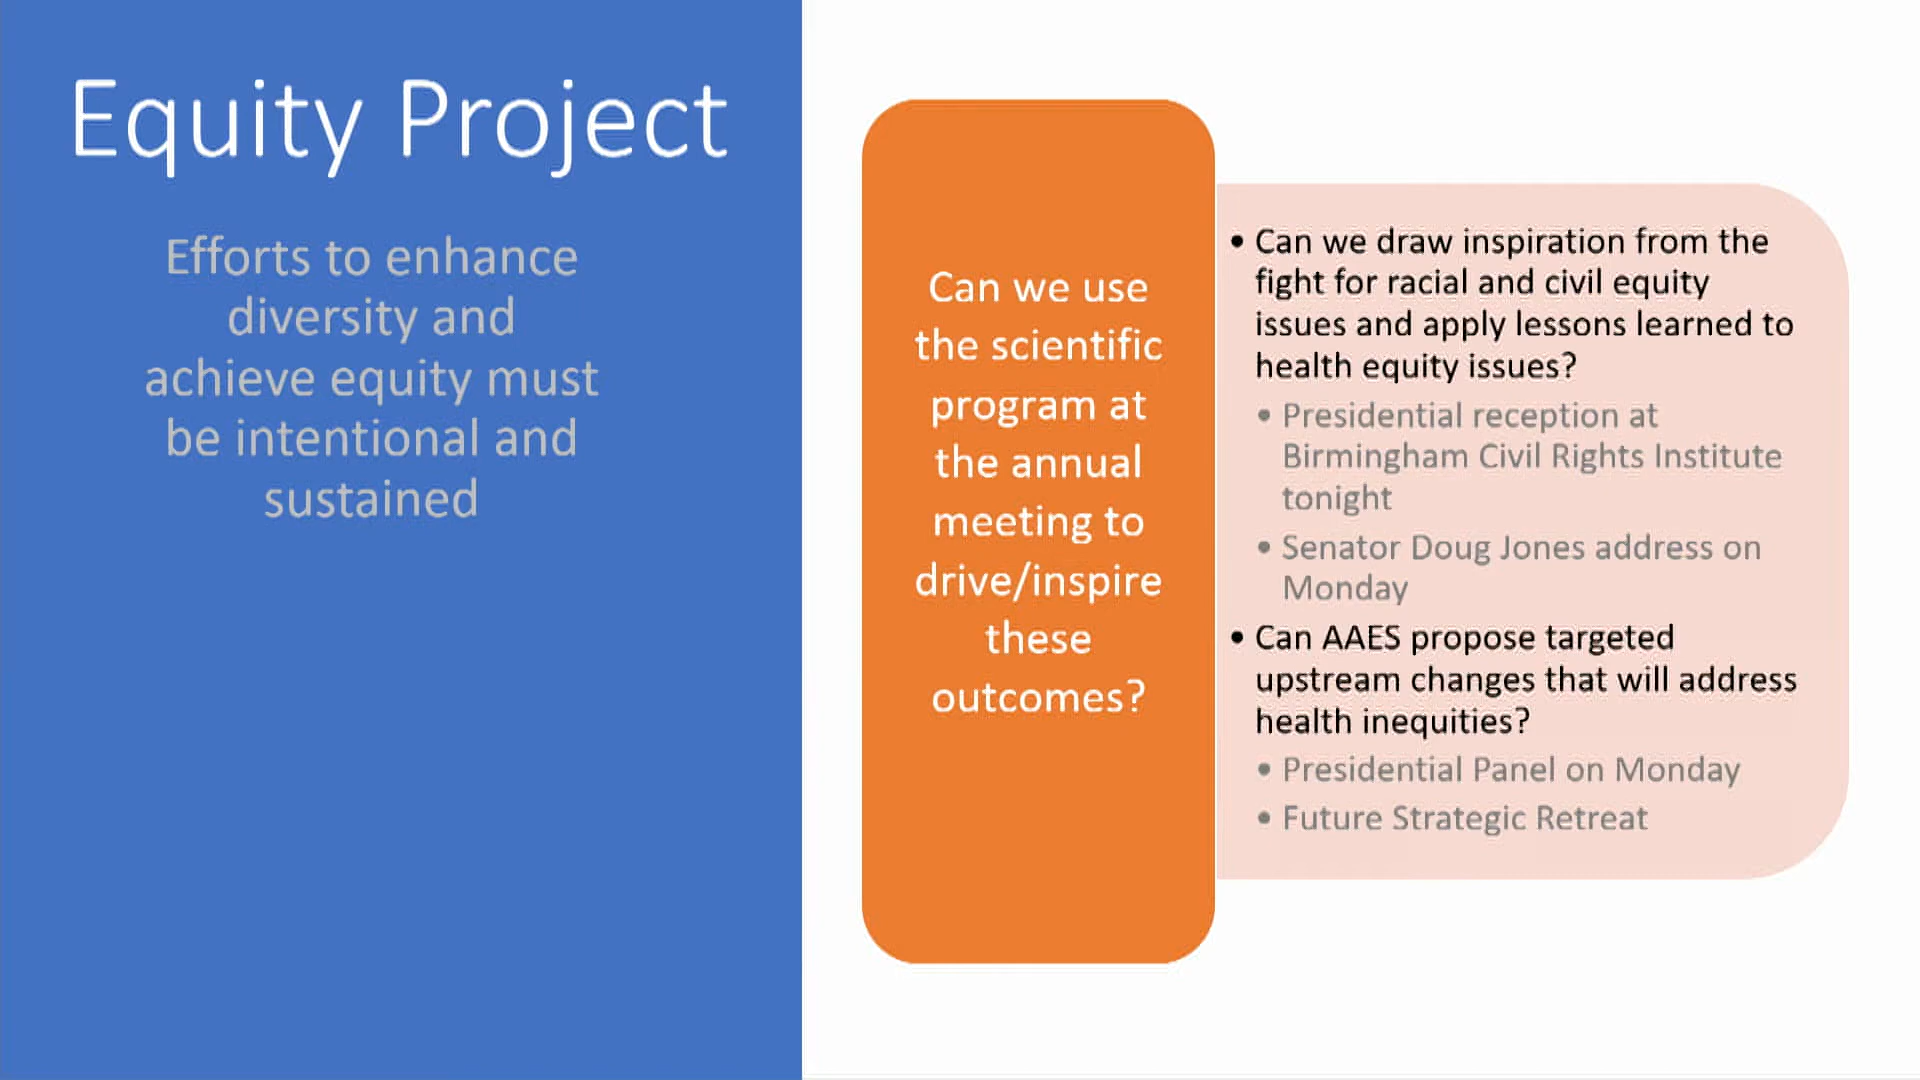 Equity Project
Efforts to enhance
diversity and
achieve equity must
be intentional and
sustained
Can we use
the scientific
program at
the annual
meeting to
drive/inspire
these
outcomes?
• Can we draw inspiration from the
fight for racial and civil equity
issues and apply lessons learned to
health equity issues?
• Presidential reception at
Birmingham Civil Rights Institute
tonight
• Senator Doug Jones address on
Monday
• Can AAES propose targeted
upstream changes that will address
health inequities?
• Presidential Panel on Monday
• Future Strategic Retreat